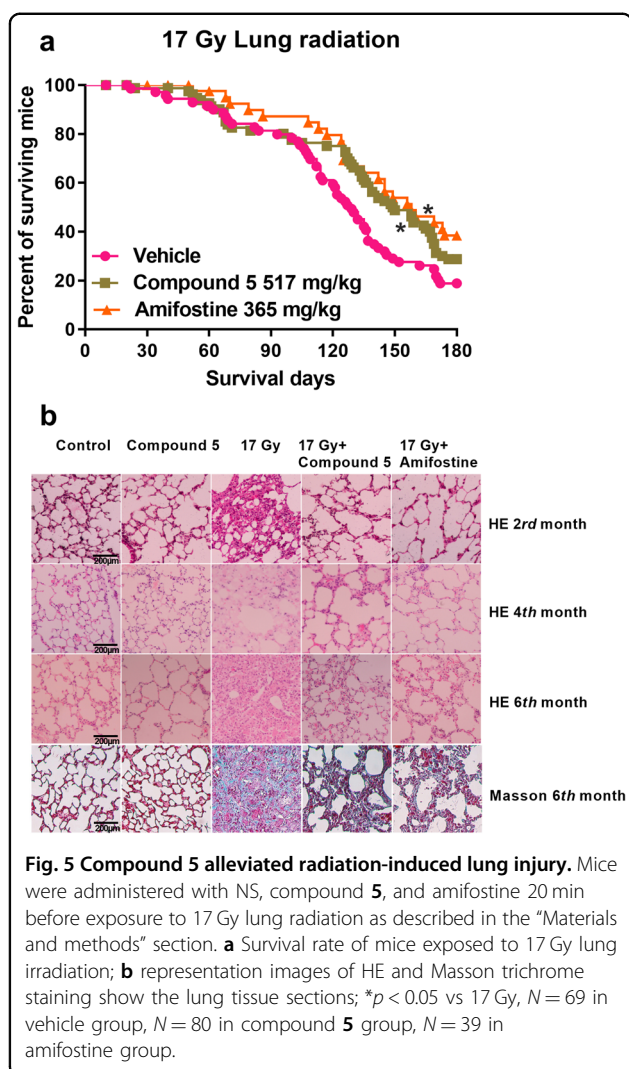 a
17 Gy Lung radiation
Percent of surviving mice
100
80
60
40
20
0
Vehicle
Compound 5 517 mg/kg
Amifostine 365 mg/kg
*
*
0 30 60 90 120 150 180
Survival days
b
Control Compound 5 17 Gy 17 Gy+ Compound 5 17 Gy+ Amifostine
200μm
HE 2rd month
200μm
HE 4th month
200μm
HE 6th month
200μm
Masson 6th month
Fig. 5 Compound 5 alleviated radiation-induced lung injury. Mice
were administered with NS, compound 5, and amifostine 20 min
before exposure to 17 Gy lung radiation as described in the “Materials
and methods” section. a Survival rate of mice exposed to 17 Gy lung
irradiation; b representation images of HE and Masson trichrome
staining show the lung tissue sections; *p < 0.05 vs 17 Gy, N = 69 in
vehicle group, N = 80 in compound 5 group, N = 39 in
amifostine group.